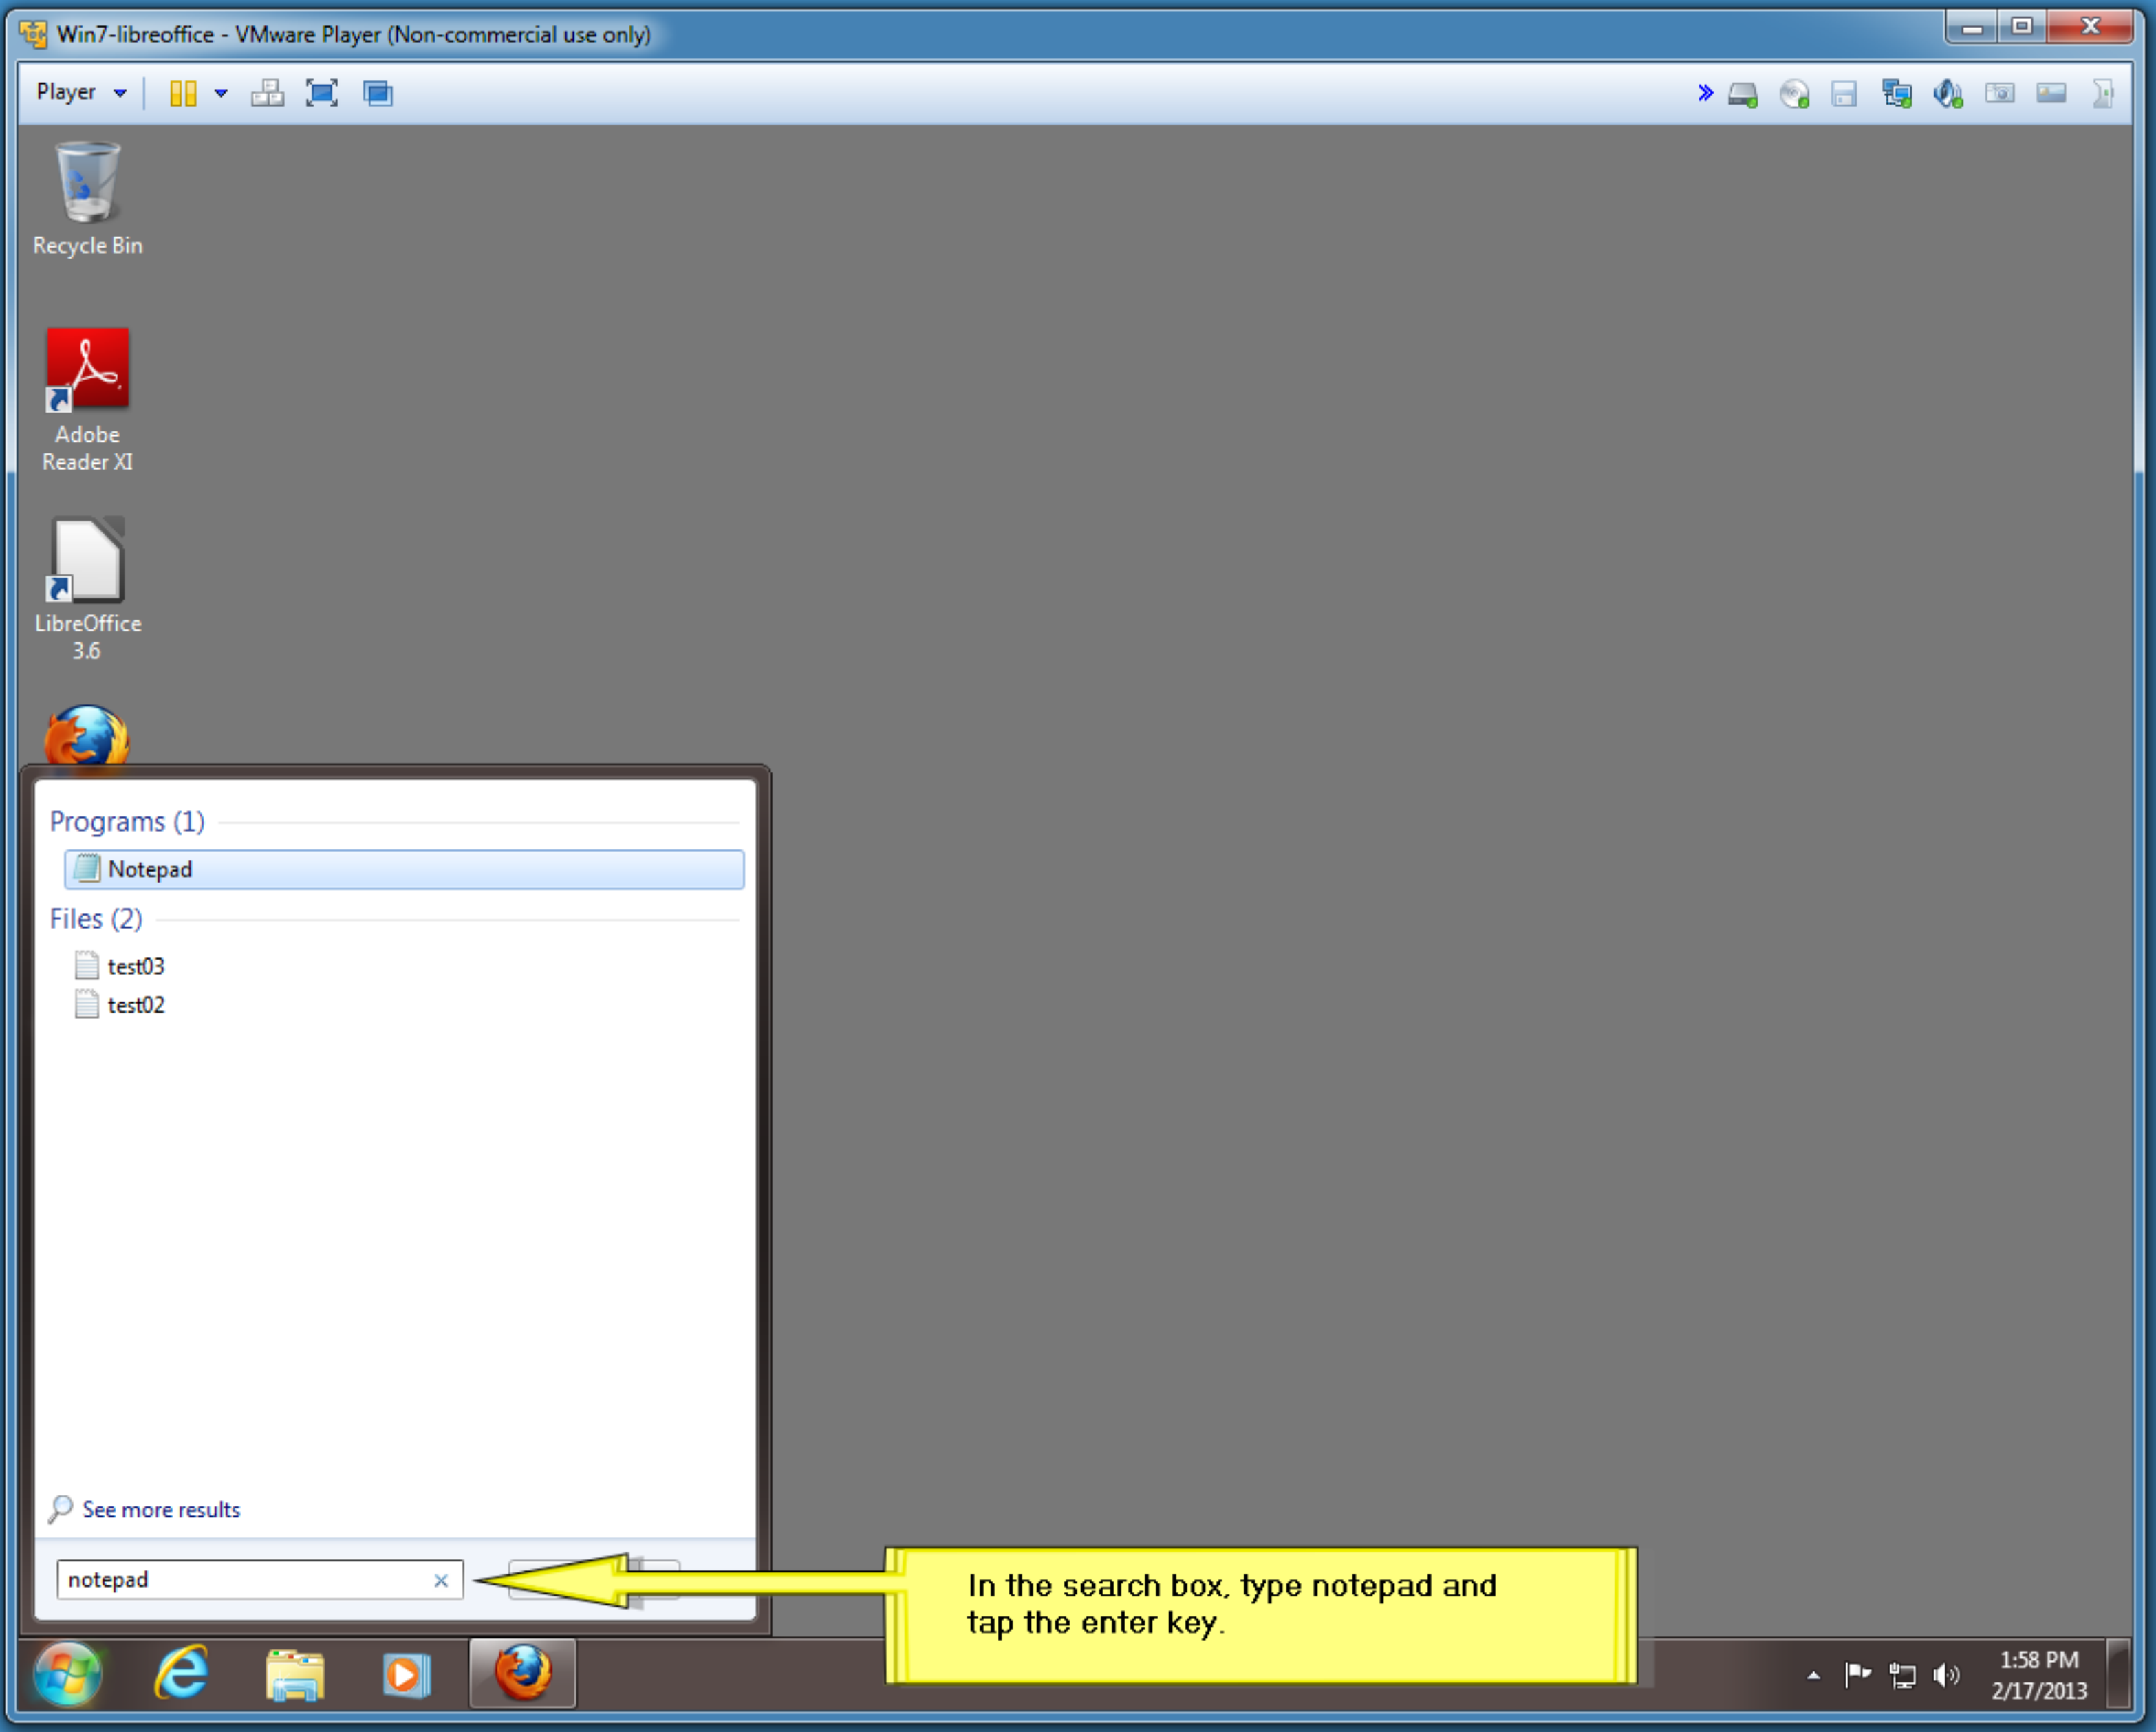 Win7-libreoffice - VMware Player (Non-commercial use only)
Player
Recycle Bin
Adobe
Reader XI
LibreOffice
3.6
Programs (1)
Notepad
Files (2)
test03
test02
See more results
notepad
In the search box, type notepad and
tap the enter key.
1:58 PM
2/17/2013